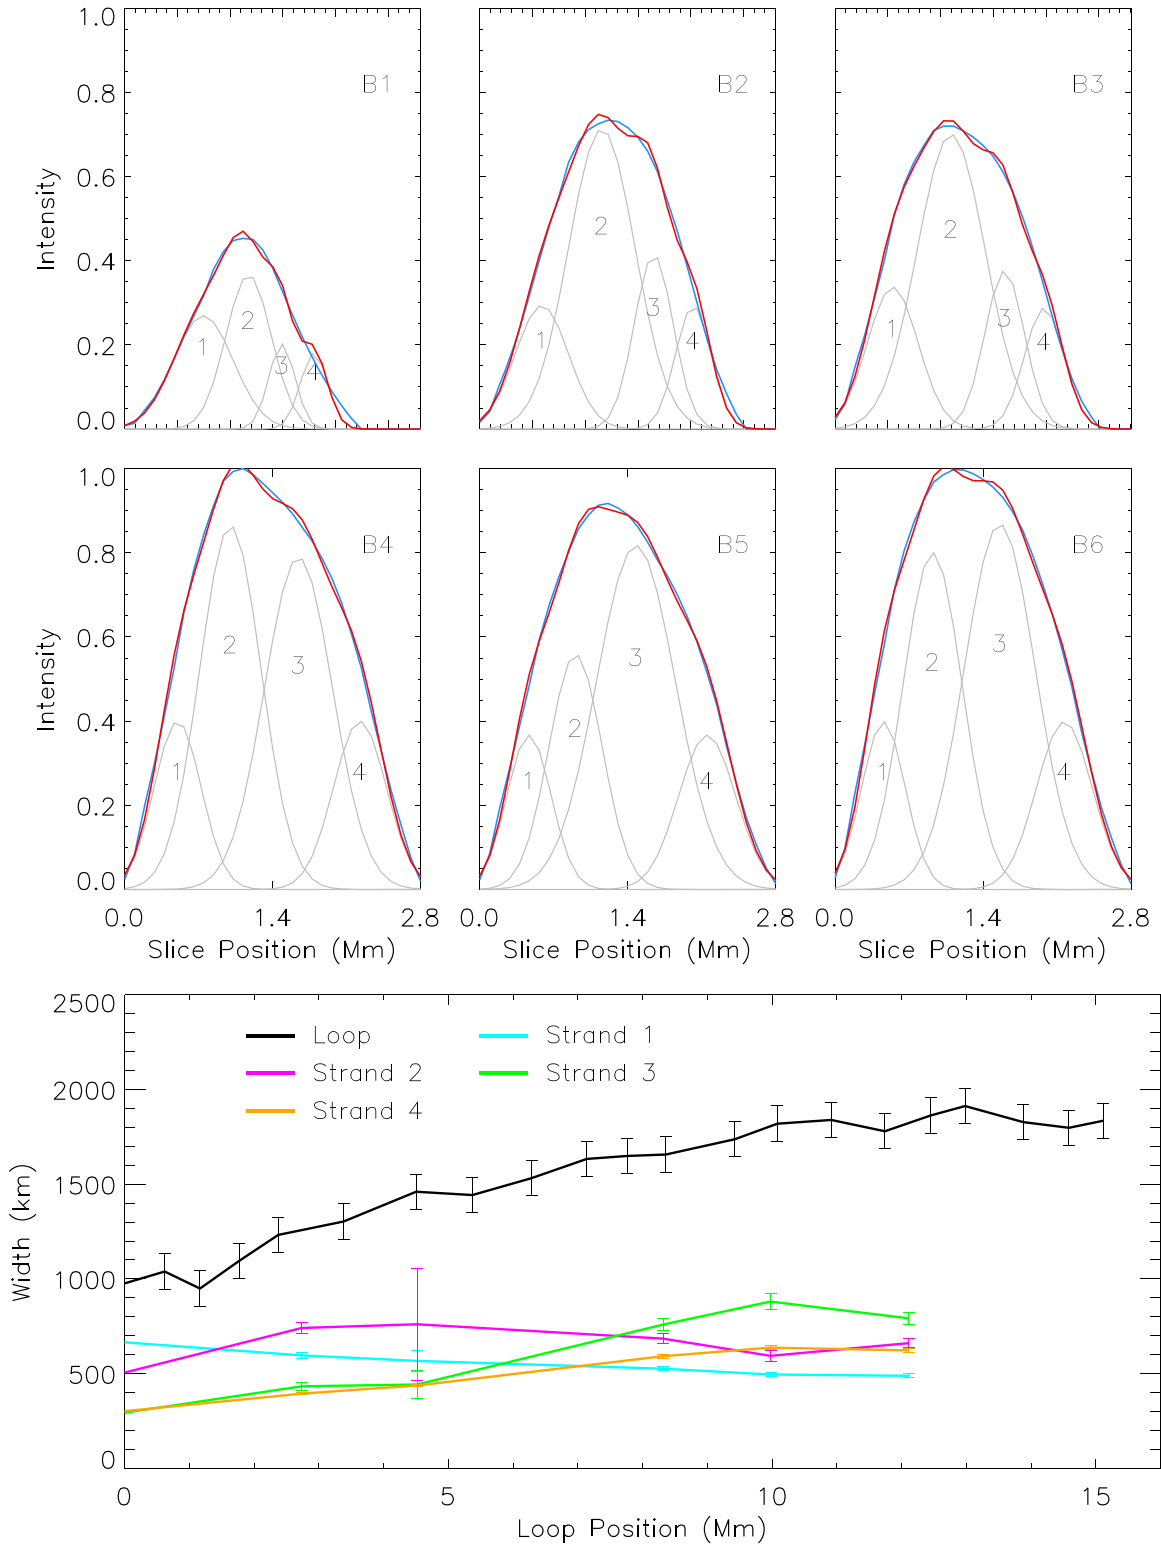 1.0
0.8
0.6
0.4
0.2
0.0
Intensity
B1
1
2
3
4
B2
1
2
3
4
B3
1
2
3
4
1.0
0.8
0.6
0.4
0.2
0.0
Intensity
B4
1
2
3
4
0.0 1.4 2.8
Slice Position (Mm)
B5
1
2
3
4
0.0 1.4 2.8
Slice Position (Mm)
B6
1
2
3
4
0.0 1.4 2.8
Slice Position (Mm)
2500
2000
1500
1000
500
0
Width (km)
Loop
Strand 1
Strand 2
Strand 3
Strand 4
0 5 10 15
Loop Position (Mm)